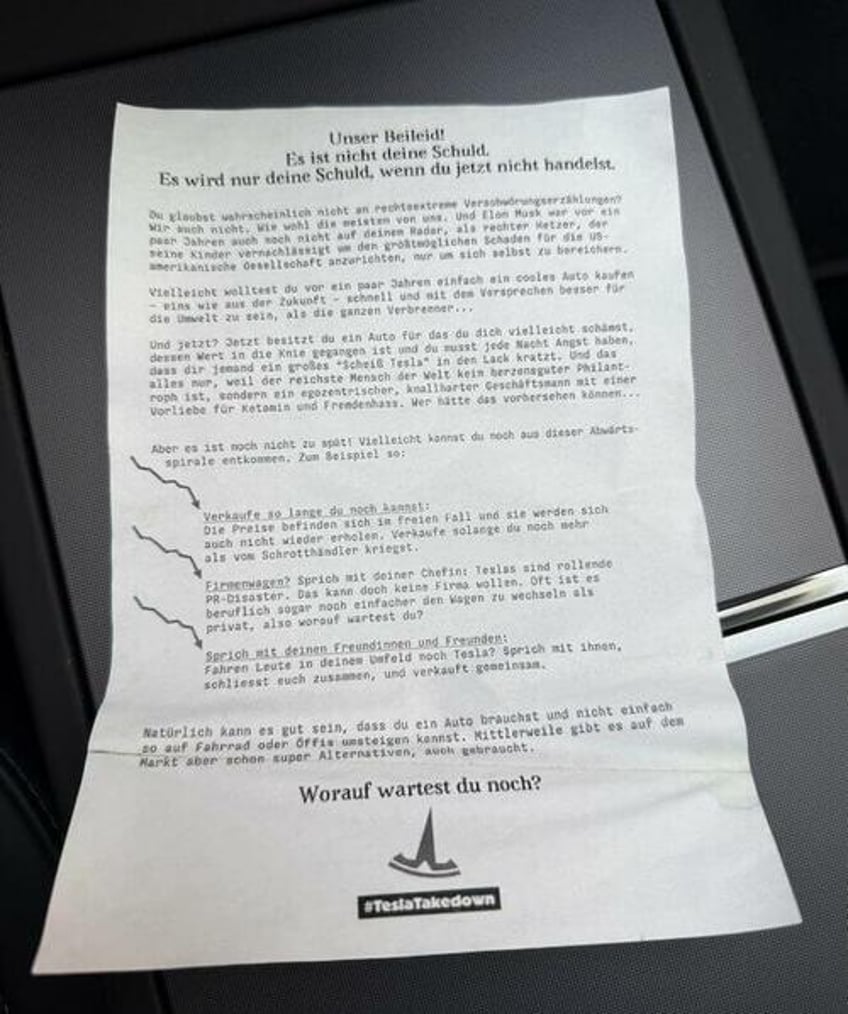 Unser Beileid!
Es ist nicht deine Schuld.
Es wird nur deine Schuld, wenn du jetzt nicht handelst.
Du glaubst wahrscheinlich nicht an rechtsextreme Verschwörungserzählungen?
Wir auch nicht. Wie wohl die meisten von uns. Und Elon Musk war vor ein
paar Jahren auch noch nicht auf deinem Radar, als rechter Hetzer, der
seine Kinder vernachlässigt um den größtmöglichen Schaden für die US-
amerikanische Gesellschaft anzurichten, nur um sich selbst zu bereichern.
Vielleicht wolltest du vor ein paar Jahren einfach ein cooles Auto kaufen
- eins wie aus der Zukunft - schnell und mit dem Versprechen besser für
die Umwelt zu sein, als die ganzen Verbrenner...
Und jetzt? Jetzt besitzt du ein Auto für das du dich vielleicht schämst,
dessen Wert in die Knie gegangen ist und du musst jede Nacht Angst haben,
dass dir jemand ein großes "Scheiß Tesla" in den Lack kratzt. Und das
alles nur, weil der reichste Mensch der Welt kein herzensguter Philant-
roph ist, sondern ein egozentrischer, knallharter Geschäftsmann mit einer
Vorliebe für Ketamin und Fremdenhass. Wer hätte das vorhersehen können...
Aber es ist noch nicht zu spät! Vielleicht kannst du noch aus dieser Abwärts-
spirale entkommen. Zum Beispiel so:
Verkaufe so lange du noch kannst:
Die Preise befinden sich im freien Fall und sie werden sich
auch nicht wieder erholen. Verkaufe solange du noch mehr
als vom Schrotthändler kriegst.
Firmenwagen? Sprich mit deiner Chefin: Teslas sind rollende
PR-Disaster. Das kann doch keine Firma wollen. Oft ist es
beruflich sogar noch einfacher den Wagen zu wechseln als
privat, also worauf wartest du?
Sprich mit deinen Freundinnen und Freunden:
Fahren Leute in deinem Umfeld noch Tesla? Sprich mit ihnen,
schliesst euch zusammen, und verkauft gemeinsam.
Natürlich kann es gut sein, dass du ein Auto brauchst und nicht einfach
so auf Fahrrad oder Öffis umsteigen kannst. Mittlerweile gibt es auf dem
Markt aber schon super Alternativen, auch gebraucht.
Worauf wartest du noch?
#TeslaTakedown